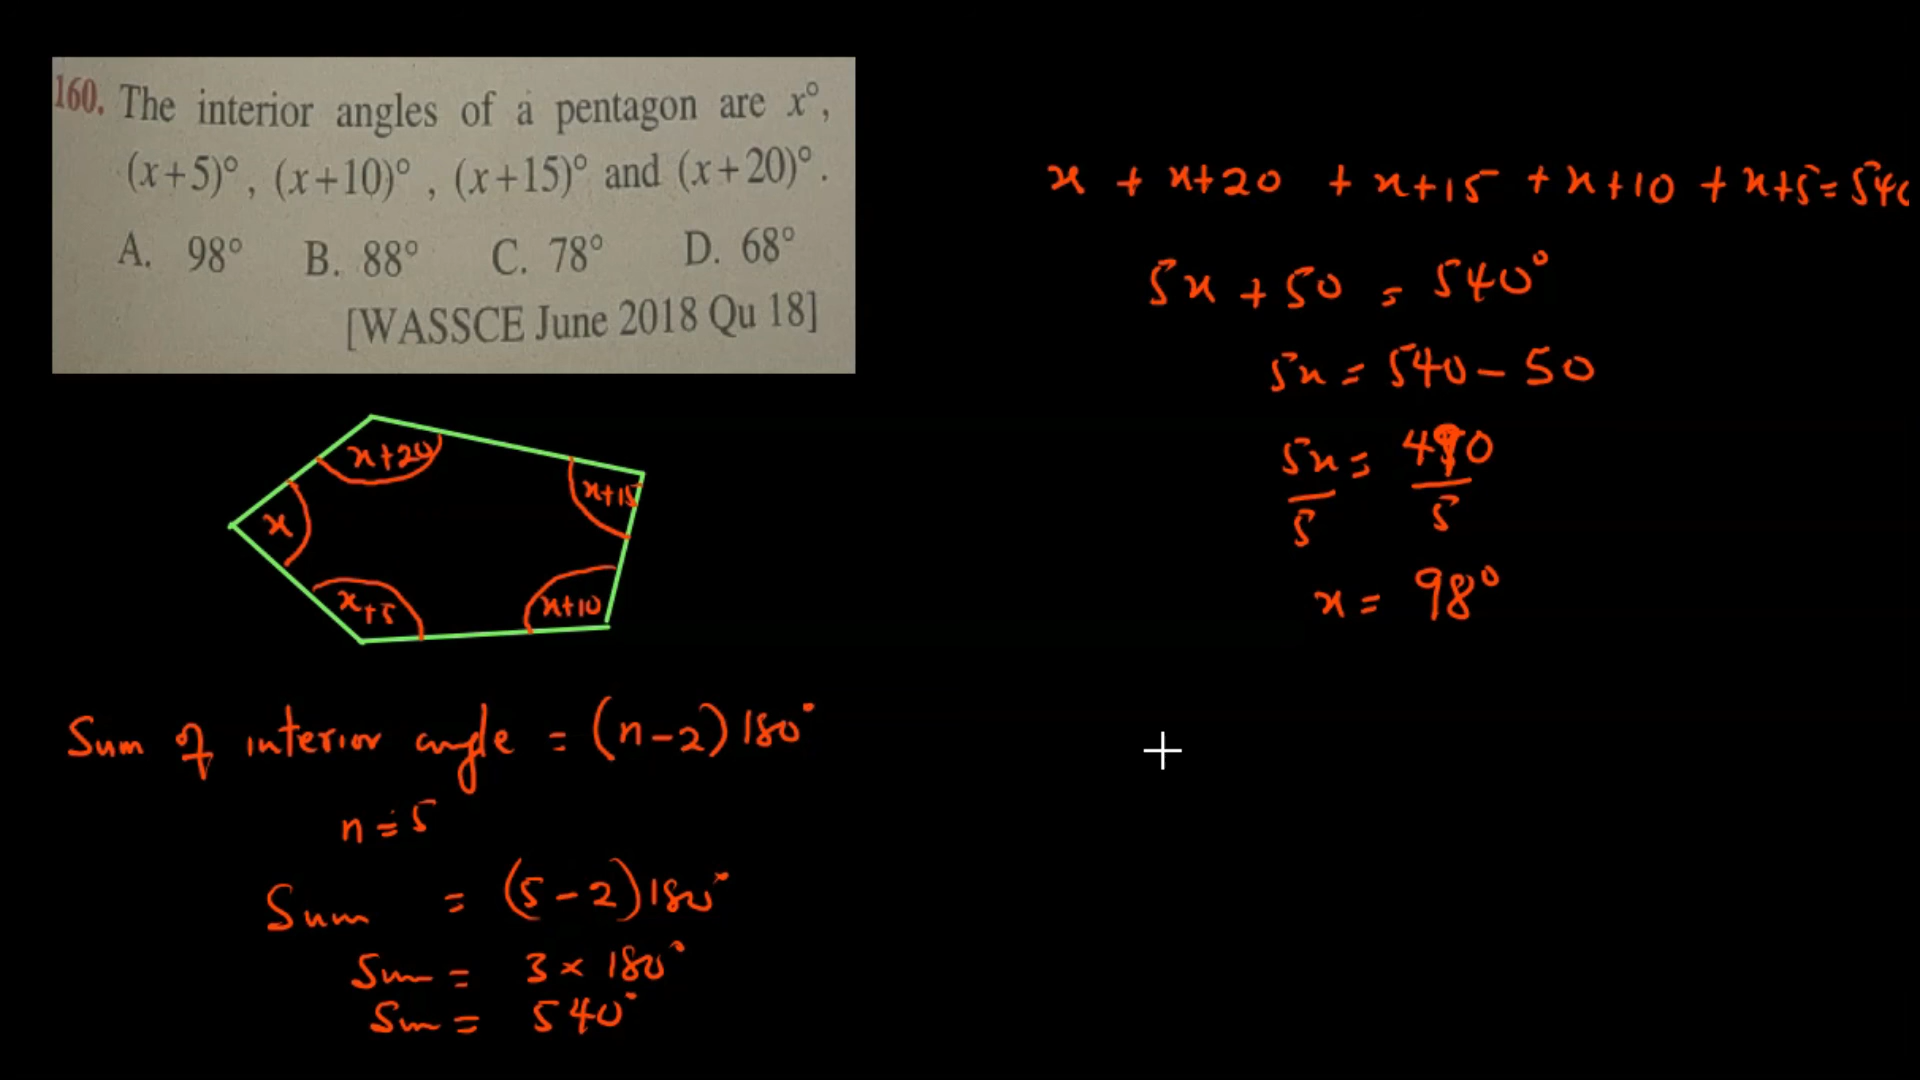 160. The interior angles of a pentagon are x°,
(x+5)°, (x+10)°, (x+15)° and (x+20)°.
A. 98° B. 88° C. 78° D. 68°
[WASSCE June 2018 Qu 18]
x+20
x+15
x
x+5
x+10
Sum of interior angle = (n-2)180°
n=5
Sum = (5-2)180°
Sum = 3×180°
Sum = 540°
x + x+20 + x+15 + x+10 + x+5=540
5x+50 = 540°
5x = 540-50
5x = 490
5 5
x = 98°